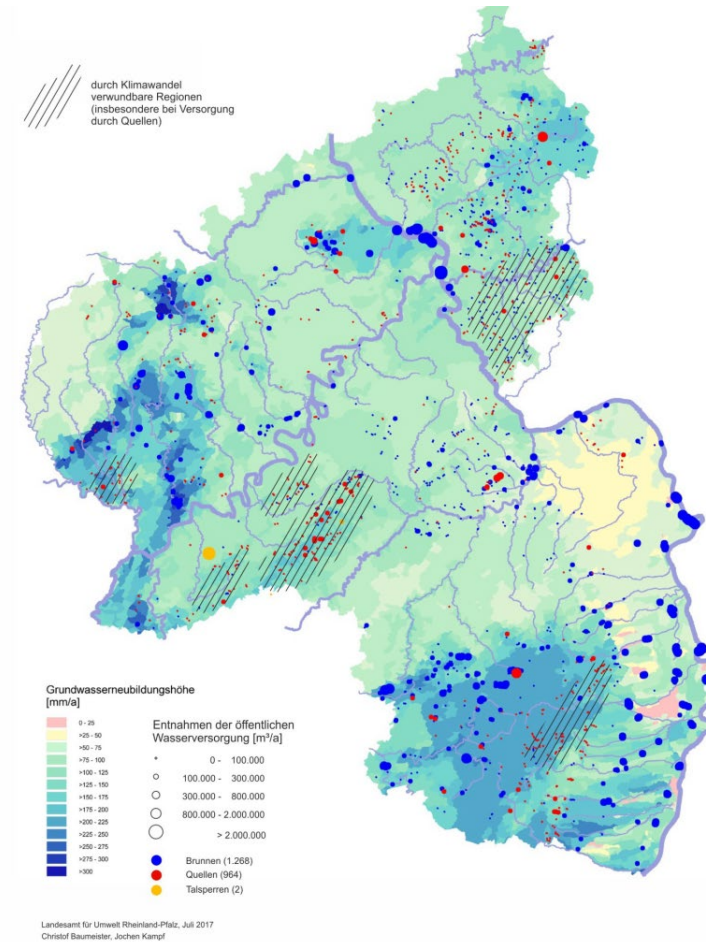 durch Klimawandel
verwundbare Regionen
(insbesondere bei Versorgung
durch Quellen)
Grundwasserneubildungshöhe
[mm/a]
0 - 25
>25 - 50
>50 - 75
>75 - 100
>100 - 125
>125 - 150
>150 - 175
>175 - 200
>200 - 225
>225 - 250
>250 - 275
>275 - 300
>300
Entnahmen der öffentlichen
Wasserversorgung [m³/a]
0 - 100.000
100.000 - 300.000
300.000 - 800.000
800.000 - 2.000.000
> 2.000.000
Brunnen (1.268)
Quellen (964)
Talsperren (2)
Landesamt für Umwelt Rheinland-Pfalz, Juli 2017
Christof Baumeister, Jochen Kampf